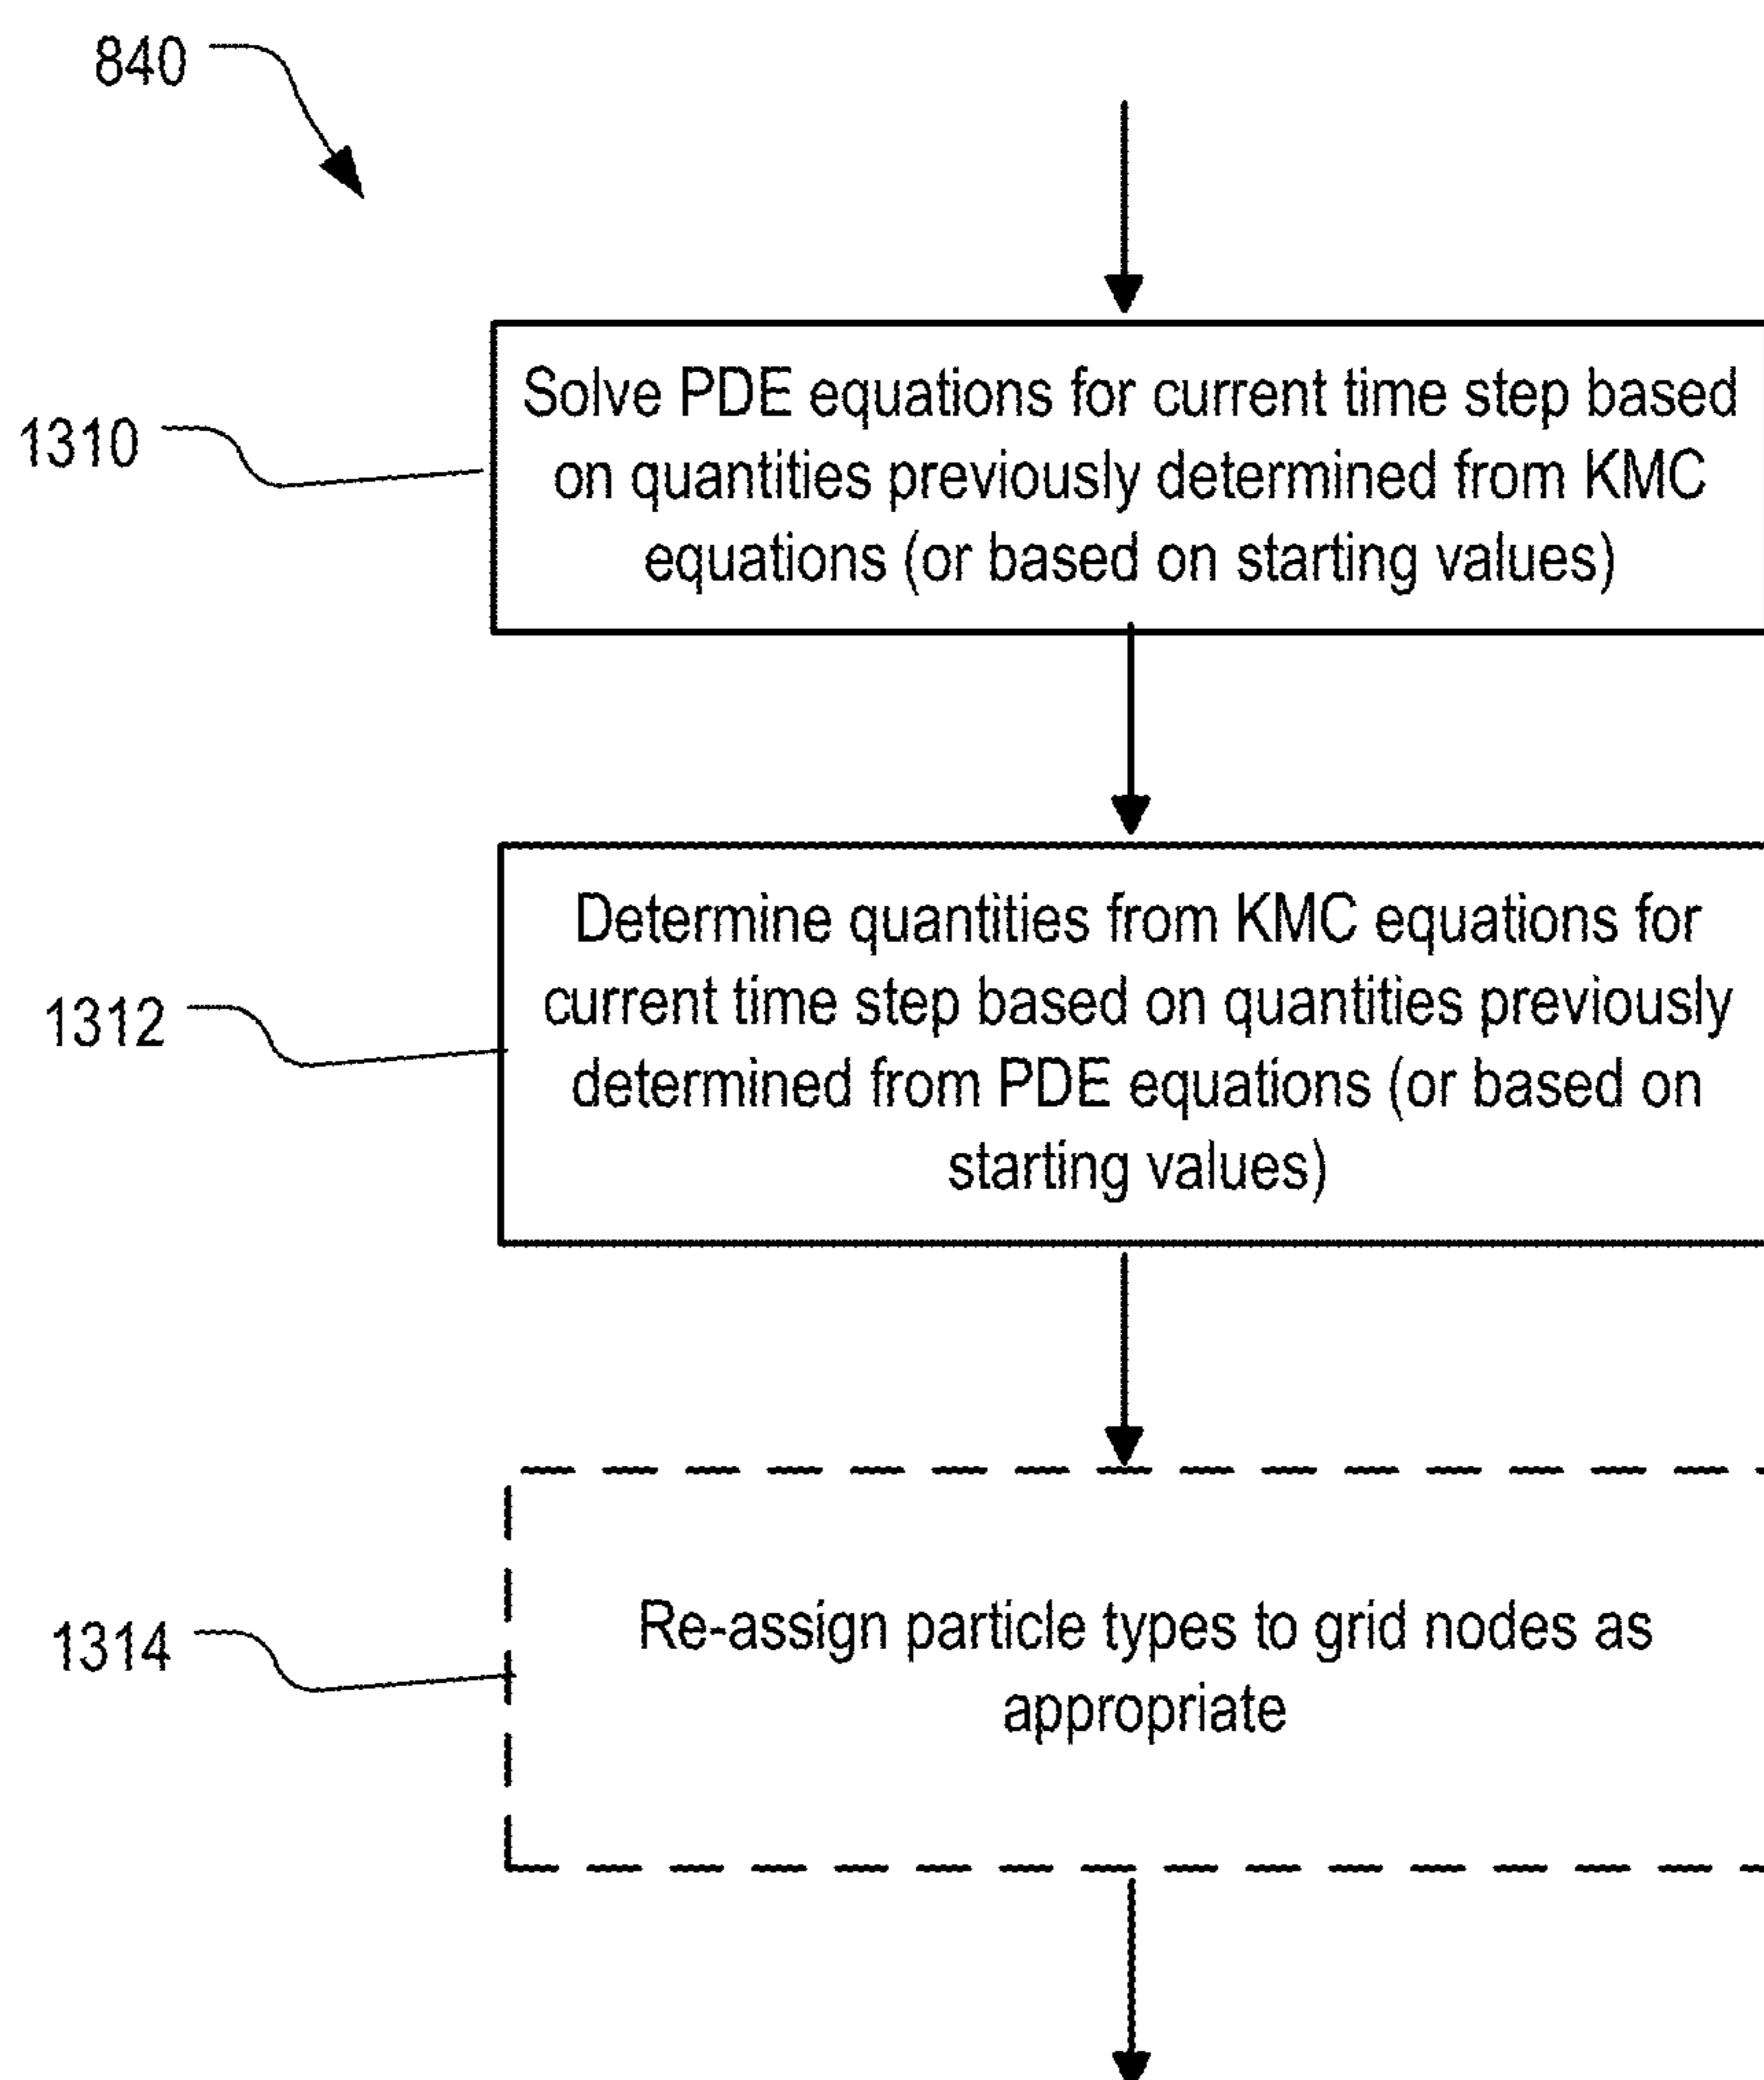 840
1310
Solve PDE equations for current time step based
on quantities previously determined from KMC
equations (or based on starting values)
1312
Determine quantities from KMC equations for
current time step based on quantities previously
determined from PDE equations (or based on
starting values)
1314
Re-assign particle types to grid nodes as
appropriate